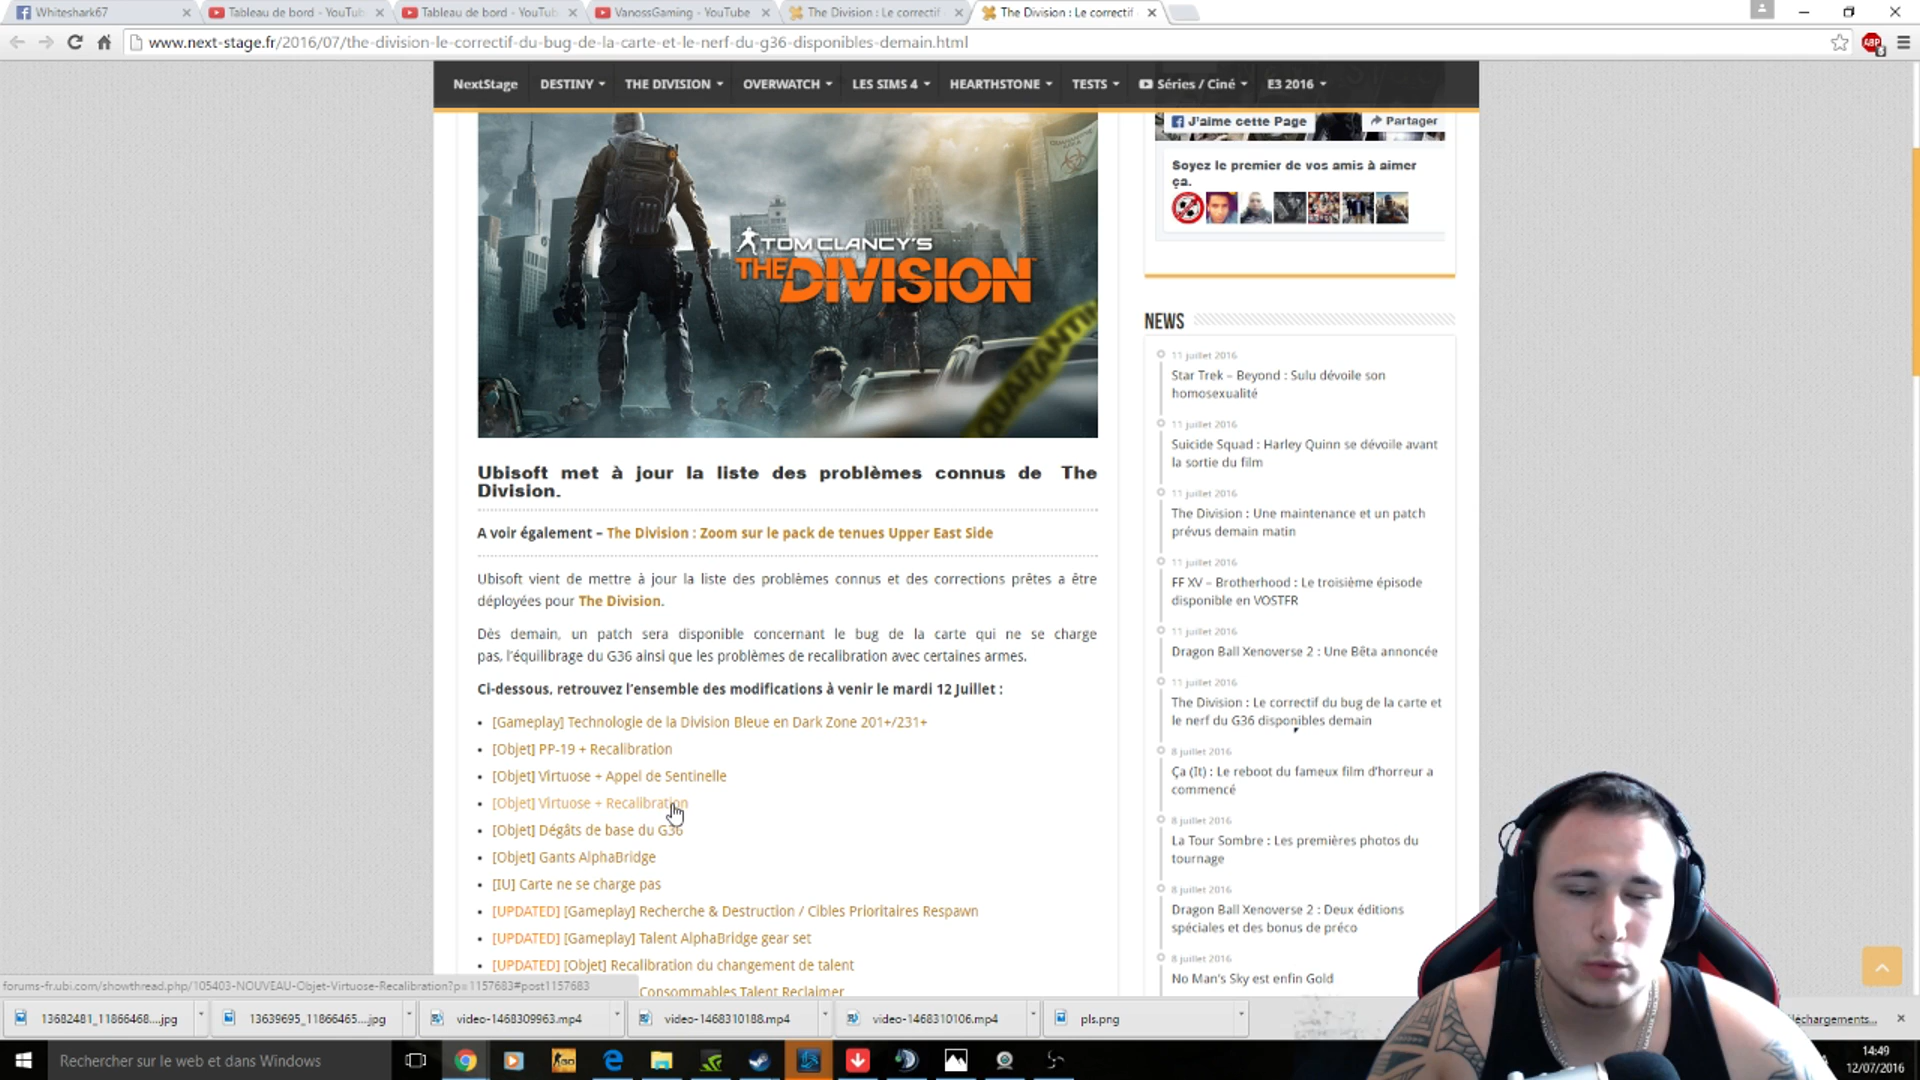 Whiteshark67
Tableau de bord - YouTub
Tableau de bord - YouTub
VanossGaming - YouTube
The Division : Le correctif
The Division : Le correctif
www.next-stage.fr/2016/07/the-division-le-correctif-du-bug-de-la-carte-et-le-nerf-du-g36-disponibles-demain.html
ABP
NextStage DESTINY THE DIVISION OVERWATCH LES SIMS 4 HEARTHSTONE TESTS Séries / Ciné E3 2016
TOM CLANCY'S
THE DIVISION
QUARANTIN
J'aime cette Page
Partager
Soyez le premier de vos amis à aimer
ça.
Ubisoft met à jour la liste des problèmes connus de The
Division.
A voir également – The Division : Zoom sur le pack de tenues Upper East Side
Ubisoft vient de mettre à jour la liste des problèmes connus et des corrections prêtes a être
déployées pour The Division.
Dès demain, un patch sera disponible concernant le bug de la carte qui ne se charge
pas, l'équilibrage du G36 ainsi que les problèmes de recalibration avec certaines armes.
Ci-dessous, retrouvez l'ensemble des modifications à venir le mardi 12 Juillet :
• [Gameplay] Technologie de la Division Bleue en Dark Zone 201+/231+
• [Objet] PP-19 + Recalibration
• [Objet] Virtuose + Appel de Sentinelle
• [Objet] Virtuose + Recalibration
• [Objet] Dégâts de base du G36
• [Objet] Gants AlphaBridge
• [IU] Carte ne se charge pas
• [UPDATED] [Gameplay] Recherche & Destruction / Cibles Prioritaires Respawn
• [UPDATED] [Gameplay] Talent AlphaBridge gear set
• [UPDATED] [Objet] Recalibration du changement de talent
Consommables Talent Reclaimer
NEWS
11 juillet 2016
Star Trek – Beyond : Sulu dévoile son
homosexualité
11 juillet 2016
Suicide Squad : Harley Quinn se dévoile avant
la sortie du film
11 juillet 2016
The Division : Une maintenance et un patch
prévus demain matin
11 juillet 2016
FF XV – Brotherhood : Le troisième épisode
disponible en VOSTFR
11 juillet 2016
Dragon Ball Xenoverse 2 : Une Bêta annoncée
11 juillet 2016
The Division : Le correctif du bug de la carte et
le nerf du G36 disponibles demain
8 juillet 2016
Ça (It) : Le reboot du fameux film d'horreur a
commencé
8 juillet 2016
La Tour Sombre : Les premières photos du
tournage
8 juillet 2016
Dragon Ball Xenoverse 2 : Deux éditions
spéciales et des bonus de préco
8 juillet 2016
No Man's Sky est enfin Gold
forums-fr.ubi.com/showthread.php/105403-NOUVEAU-Objet-Virtuose-Recalibration?p=1157683#post1157683
13682481_11866468....jpg
13639695_11866465....jpg
video-1468309963.mp4
video-1468310188.mp4
video-1468310106.mp4
pls.png
léchargements...
Rechercher sur le web et dans Windows
14:49
12/07/2016